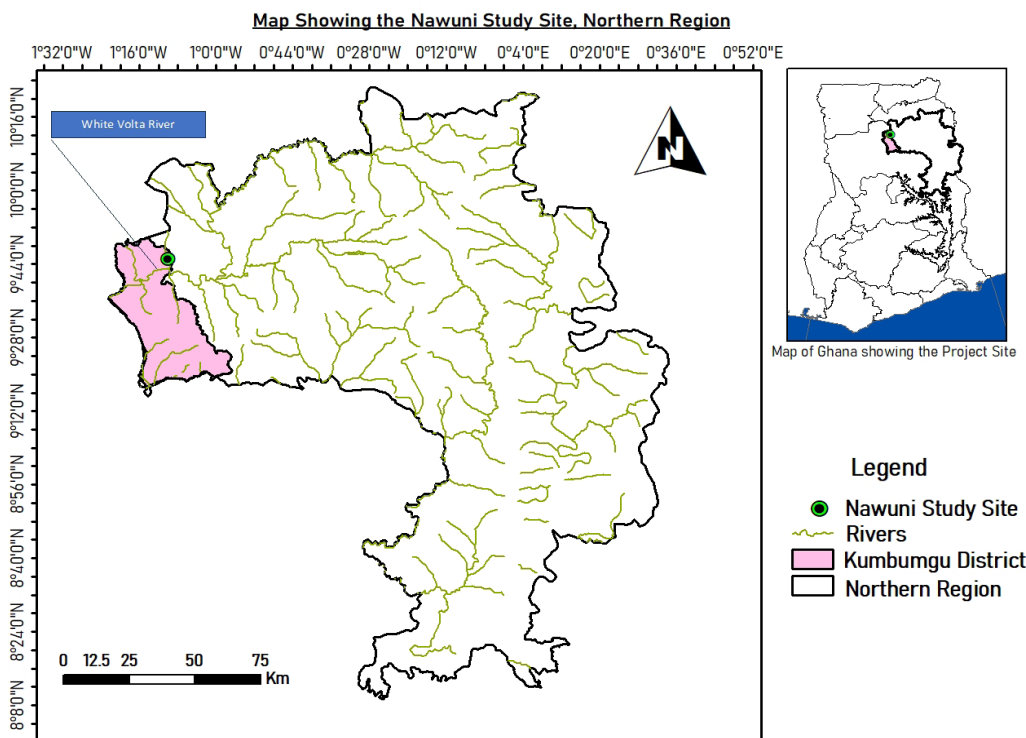 Map Showing the Nawuni Study Site, Northern Region
1°32'0"W 1°16'0"W 1°0'0"W 0°44'0"W 0°28'0"W 0°12'0"W 0°4'0"E 0°20'0"E 0°36'0"E 0°52'0"E
10°16'0"N
10°0'0"N
9°44'0"N
9°28'0"N
9°12'0"N
8°56'0"N
8°40'0"N
8°24'0"N
8°8'0"N
White Volta River
N
0 12.5 25 50 75
Km
Map of Ghana showing the Project Site
Legend
Nawuni Study Site
Rivers
Kumbumgu District
Northern Region